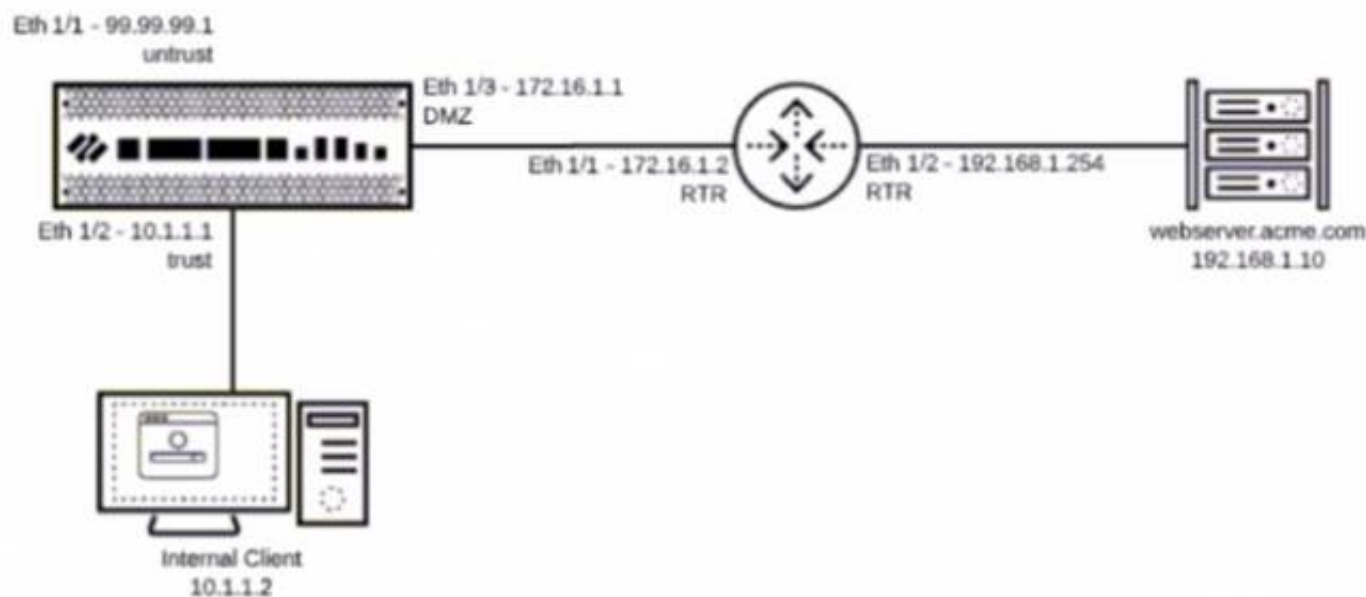 Eth 1/1 - 99.99.99.1
untrust
Eth 1/3 - 172.16.1.1
DMZ
Eth 1/1 - 172.16.1.2
RTR
Eth 1/2 - 192.168.1.254
RTR
webserver.acme.com
192.168.1.10
Eth 1/2 - 10.1.1.1
trust
Internal Client
10.1.1.2